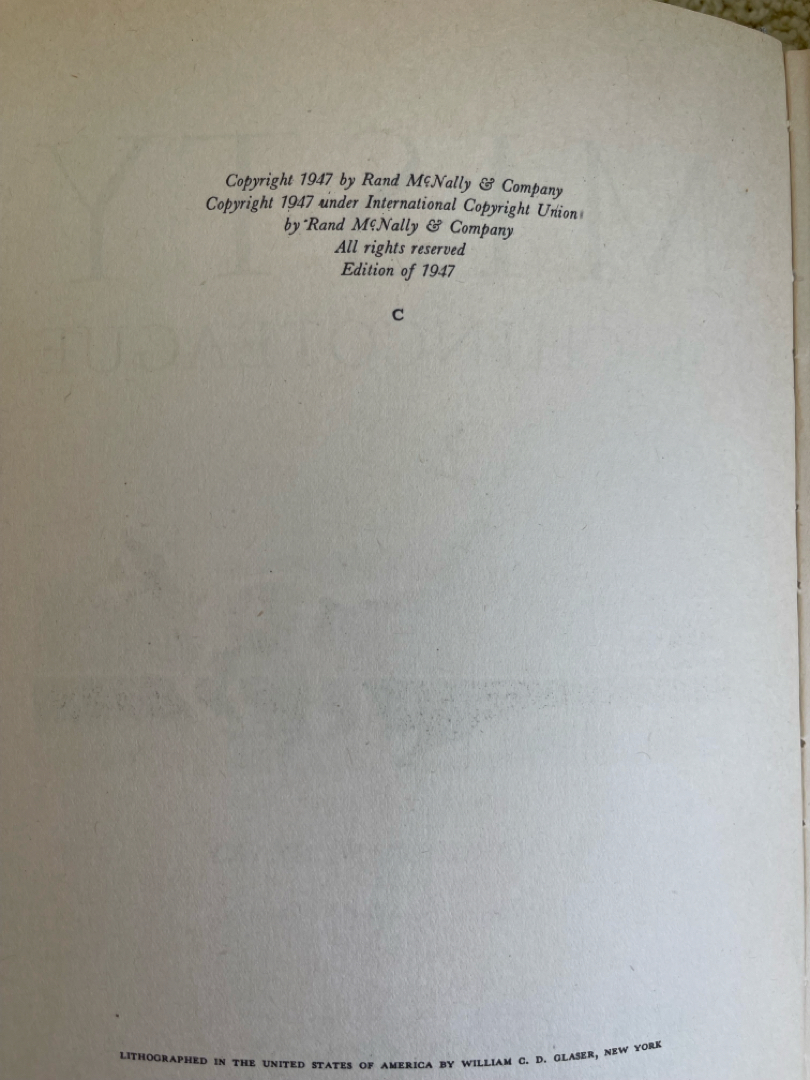 Copyright 1947 by Rand McNally & Company
Copyright 1947 under International Copyright Union
by Rand McNally & Company
All rights reserved
Edition of 1947
C
LITHOGRAPHED IN THE UNITED STATES OF AMERICA BY WILLIAM C. D. GLASER, NEW YORK